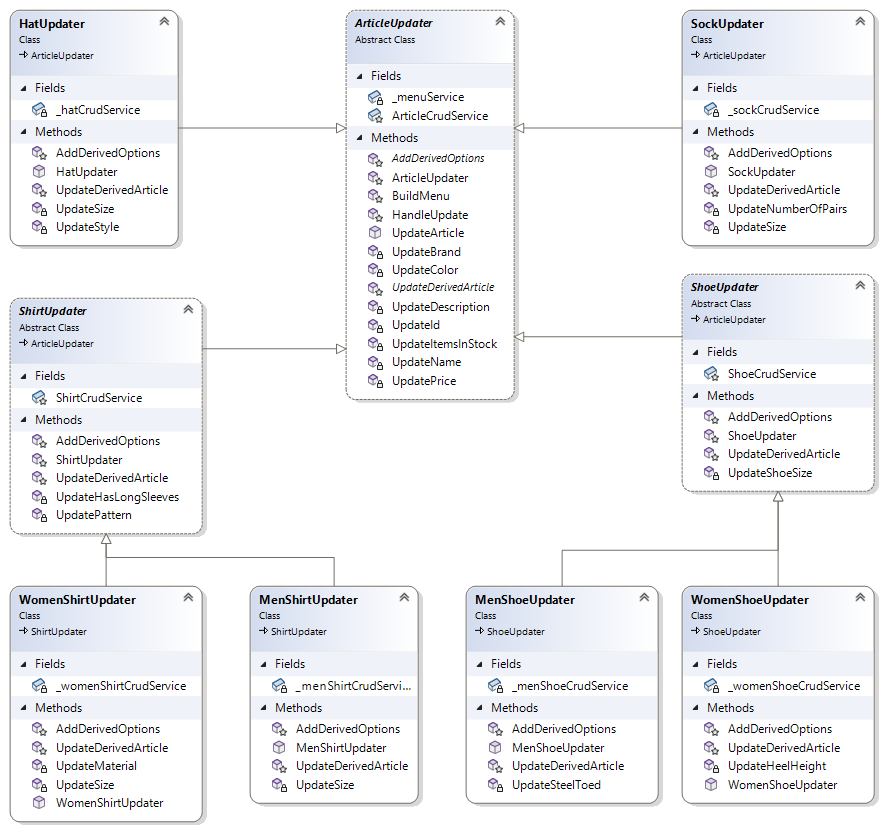 HatUpdater
Class
→ ArticleUpdater
Fields
_hatCrudService
Methods
AddDerivedOptions
HatUpdater
UpdateDerivedArticle
UpdateSize
UpdateStyle
ArticleUpdater
Abstract Class
Fields
_menuService
ArticleCrudService
Methods
AddDerivedOptions
ArticleUpdater
BuildMenu
HandleUpdate
UpdateArticle
UpdateBrand
UpdateColor
UpdateDerivedArticle
UpdateDescription
UpdateId
UpdateItemsInStock
UpdateName
UpdatePrice
SockUpdater
Class
→ ArticleUpdater
Fields
_sockCrudService
Methods
AddDerivedOptions
SockUpdater
UpdateDerivedArticle
UpdateNumberOfPairs
UpdateSize
ShirtUpdater
Abstract Class
→ ArticleUpdater
Fields
ShirtCrudService
Methods
AddDerivedOptions
ShirtUpdater
UpdateDerivedArticle
UpdateHasLongSleeves
UpdatePattern
ShoeUpdater
Abstract Class
→ ArticleUpdater
Fields
ShoeCrudService
Methods
AddDerivedOptions
ShoeUpdater
UpdateDerivedArticle
UpdateShoeSize
WomenShirtUpdater
Class
→ ShirtUpdater
Fields
_womenShirtCrudService
Methods
AddDerivedOptions
UpdateDerivedArticle
UpdateMaterial
UpdateSize
WomenShirtUpdater
MenShirtUpdater
Class
→ ShirtUpdater
Fields
_menShirtCrudServi...
Methods
AddDerivedOptions
MenShirtUpdater
UpdateDerivedArticle
UpdateSize
MenShoeUpdater
Class
→ ShoeUpdater
Fields
_menShoeCrudService
Methods
AddDerivedOptions
MenShoeUpdater
UpdateDerivedArticle
UpdateSteelToed
WomenShoeUpdater
Class
→ ShoeUpdater
Fields
_womenShoeCrudService
Methods
AddDerivedOptions
UpdateDerivedArticle
UpdateHeelHeight
WomenShoeUpdater